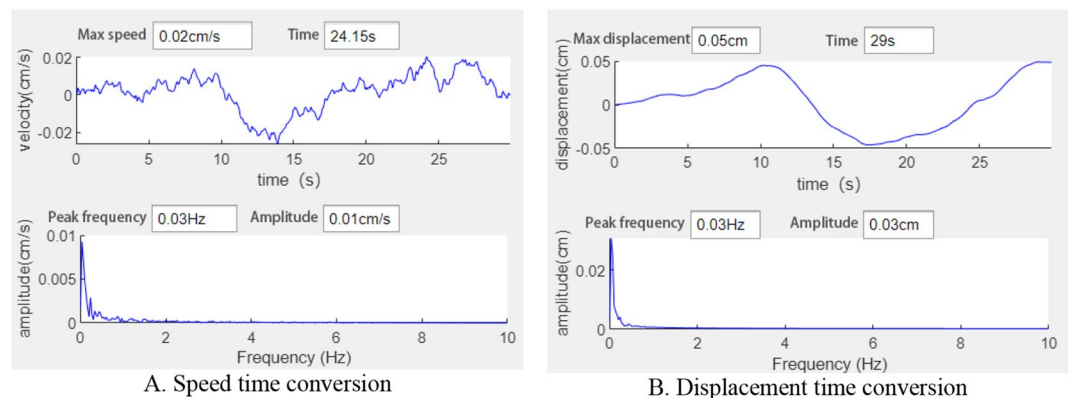 Max speed 0.02cm/s Time 24.15s
velocity(cm/s)
0.02
0
-0.02
0 5 10 15 20 25
time (s)
Peak frequency 0.03Hz Amplitude 0.01cm/s
amplitude(cm/s)
0.01
0.005
0
0 2 4 6 8 10
Frequency (Hz)
A. Speed time conversion
Max displacement 0.05cm Time 29s
displacement(cm)
0.05
0
-0.05
0 5 10 15 20 25
time (s)
Peak frequency 0.03Hz Amplitude 0.03cm
amplitude(cm)
0.02
0
0 2 4 6 8 10
Frequency (Hz)
B. Displacement time conversion